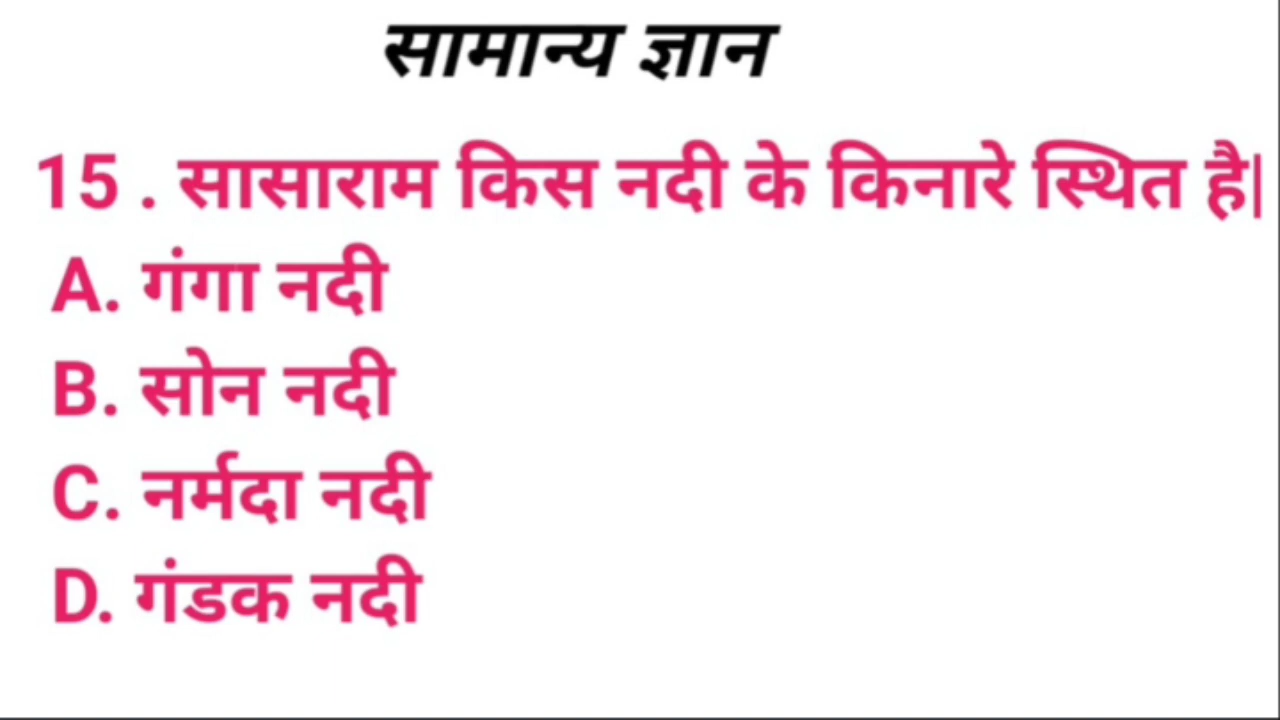 सामान्य ज्ञान
15 . सासाराम किस नदी के किनारे स्थित है|
A. गंगा नदी
B. सोन नदी
C. नर्मदा नदी
D. गंडक नदी